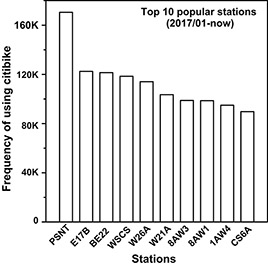 Top 10 popular stations
(2017/01-now)
Frequency of using citibike
160K
120K
80K
40K
0
PSNT
E17B
BE22
WSCS
W26A
W21A
8AW3
8AW1
1AW4
CS6A
Stations